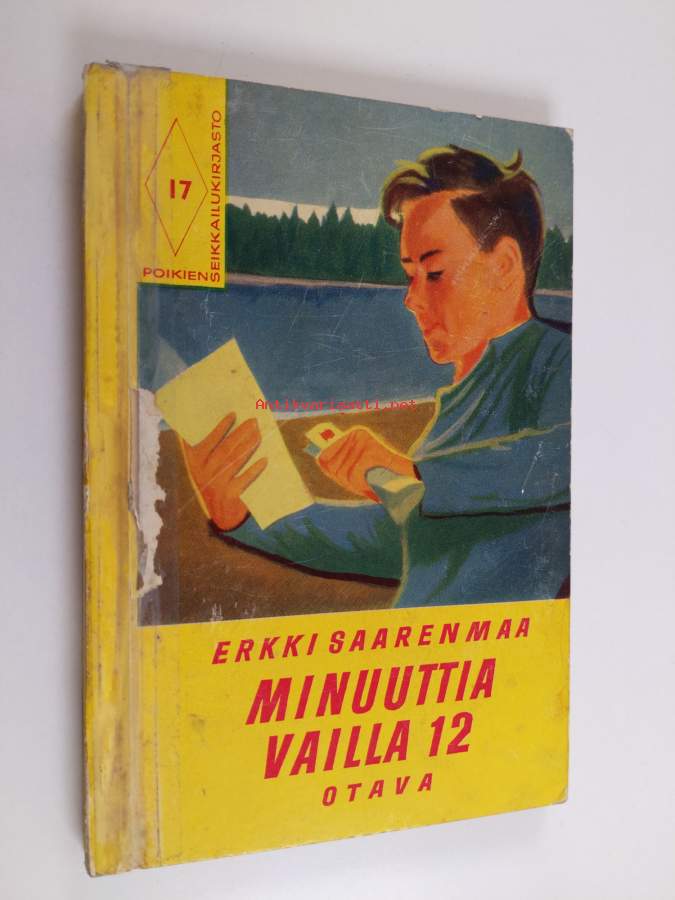 17
POIKIEN
SEIKKAILUKIRJASTO
Antikvariaatti.net
ERKKI SAARENMAA
MINUUTTIA
VAILLA 12
OTAVA